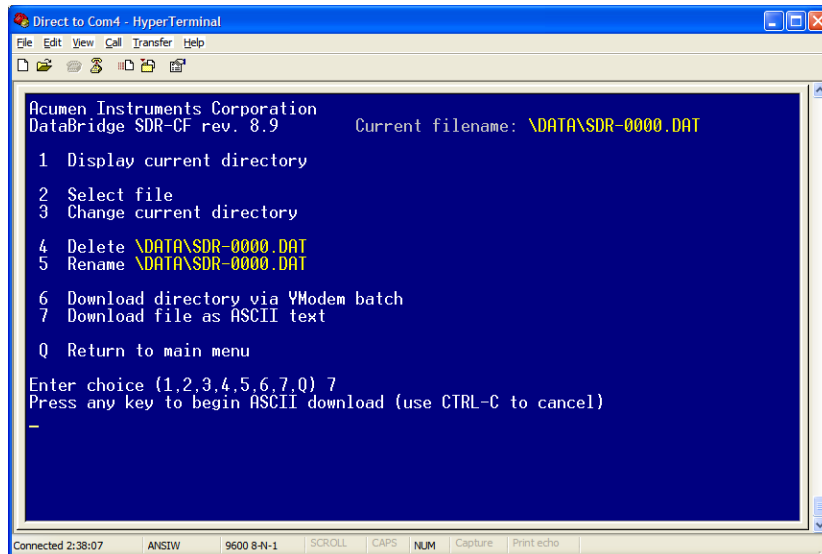 Direct to Com4 - HyperTerminal
File Edit View Call Transfer Help
Acumen Instruments Corporation
DataBridge SDR-CF rev. 8.9 Current filename: \DATA\SDR-0000.DAT
1 Display current directory
2 Select file
3 Change current directory
4 Delete \DATA\SDR-0000.DAT
5 Rename \DATA\SDR-0000.DAT
6 Download directory via YModem batch
7 Download file as ASCII text
Q Return to main menu
Enter choice (1,2,3,4,5,6,7,Q) 7
Press any key to begin ASCII download (use CTRL-C to cancel)
_
Connected 2:38:07 ANSIW 9600 8-N-1 SCROLL CAPS NUM Capture Print echo